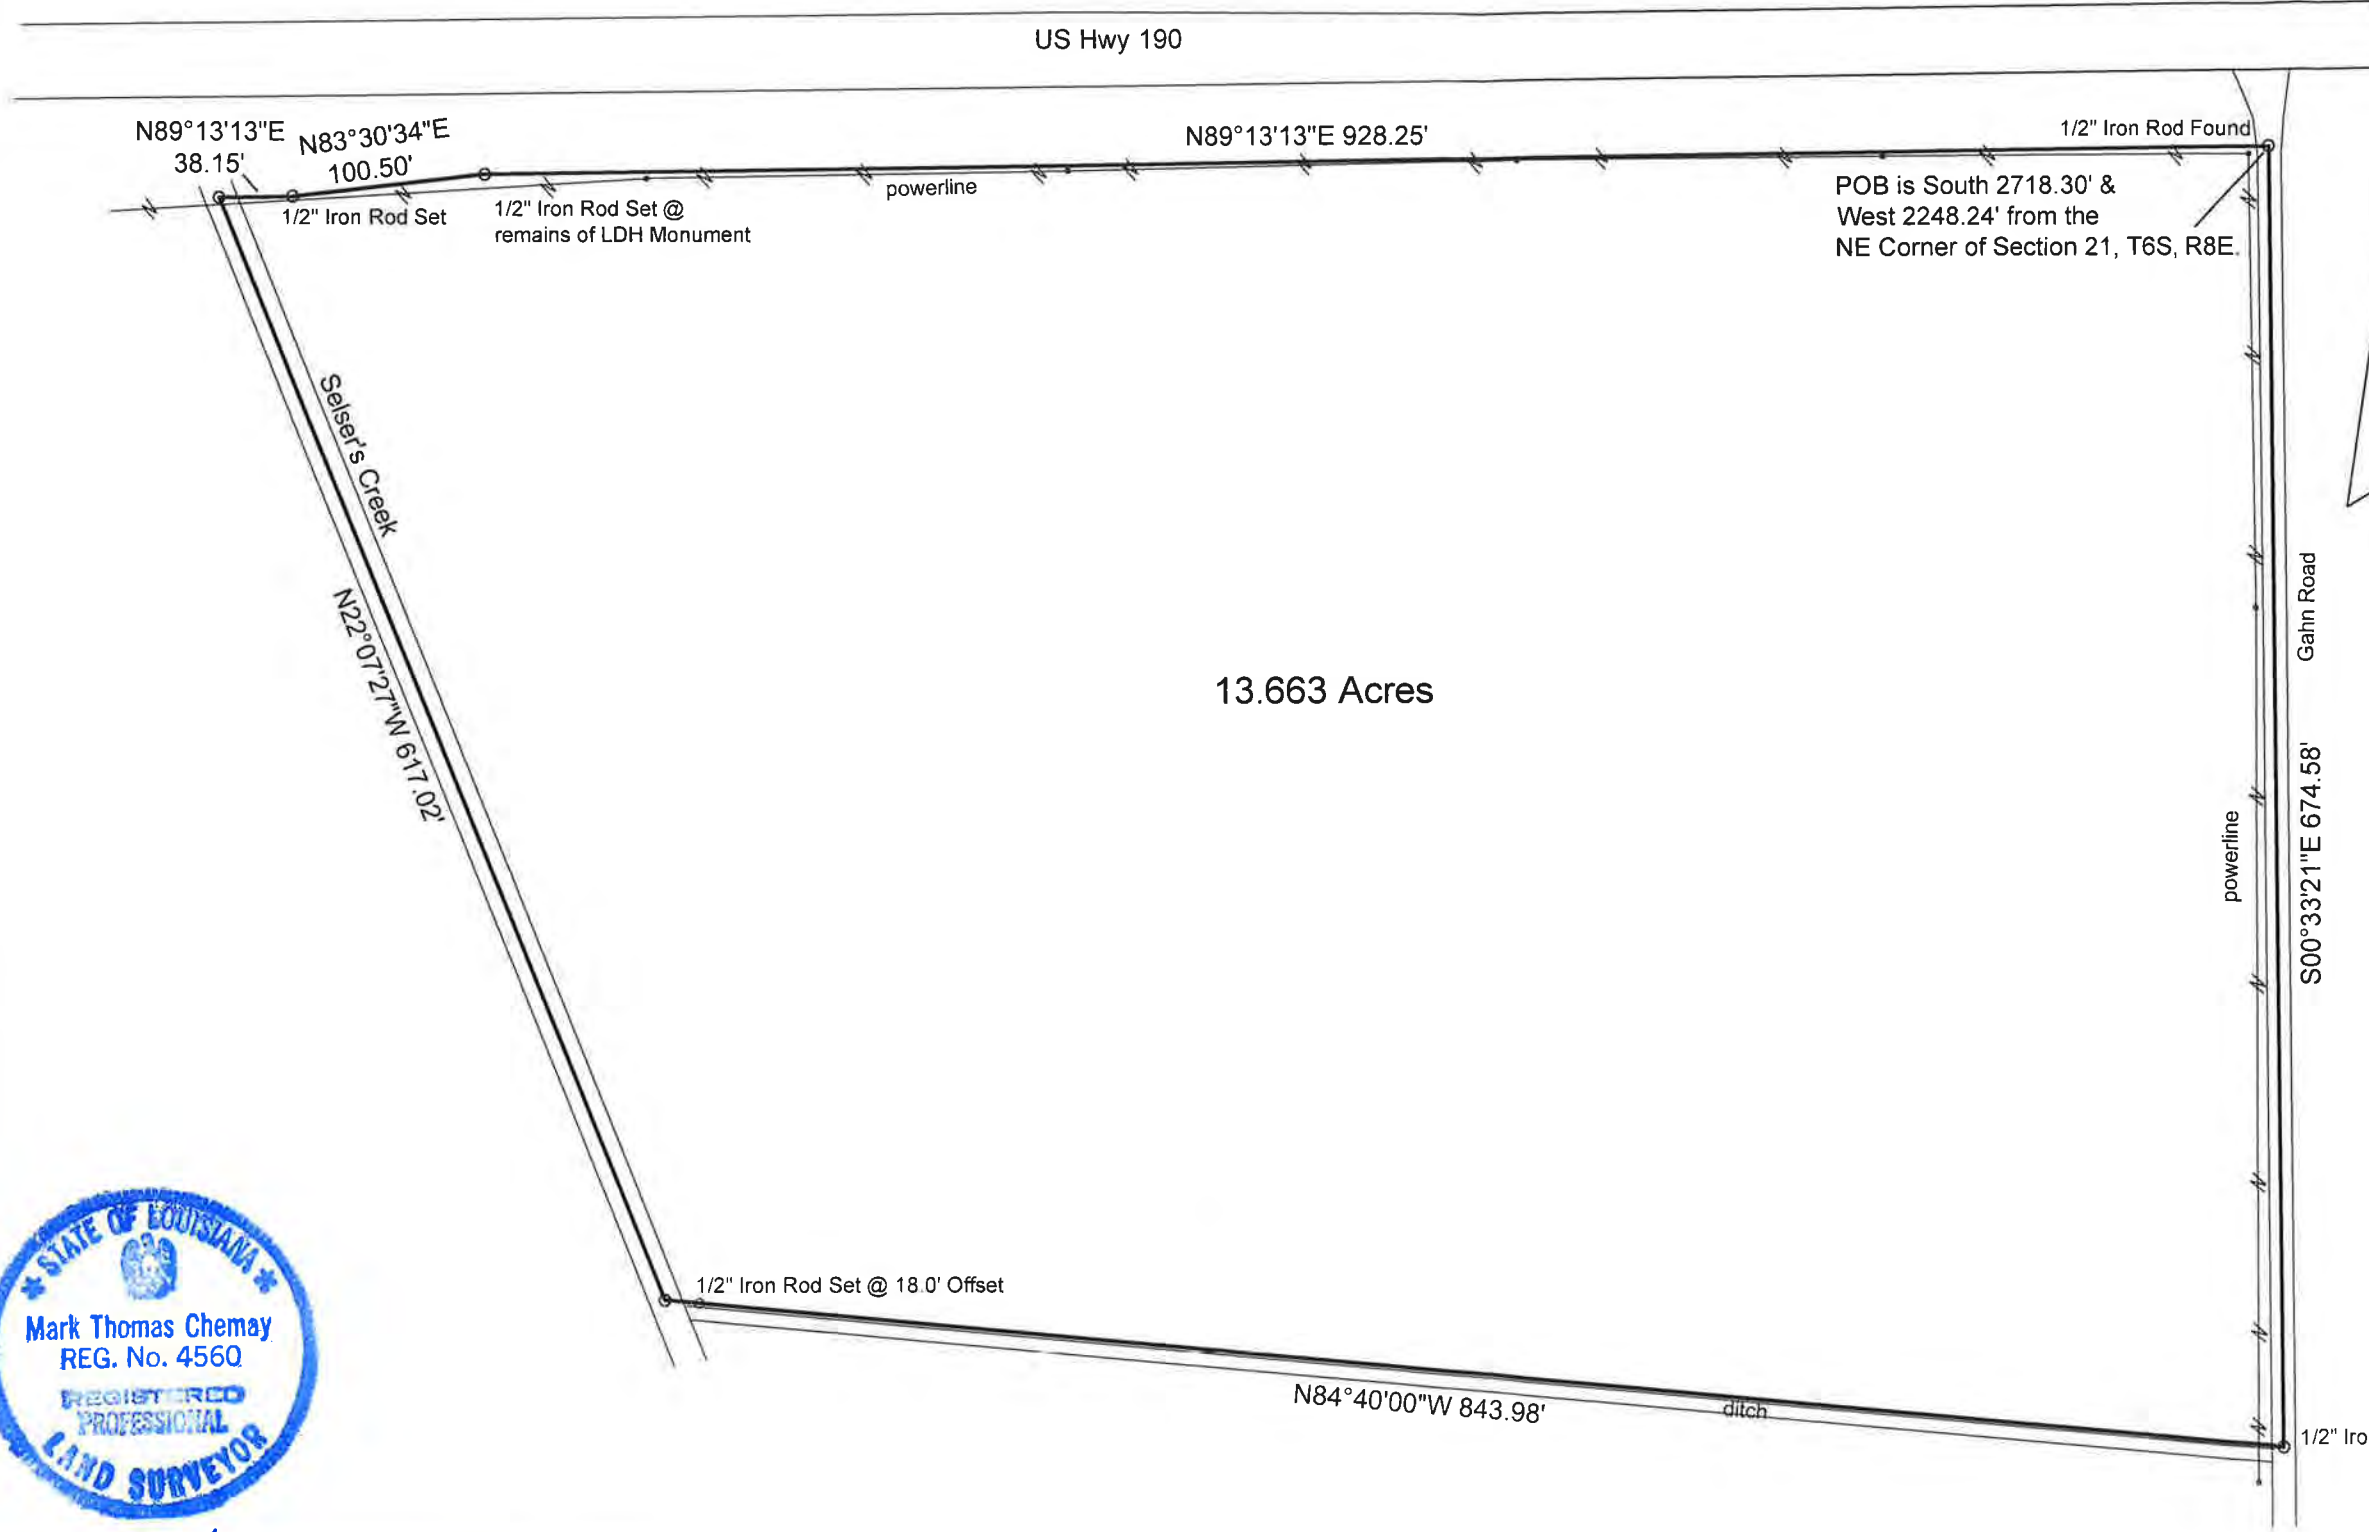 US Hwy 190
N89°13'13"E
38.15'
N83°30'34"E
100.50'
N89°13'13"E 928.25'
1/2" Iron Rod Found
1/2" Iron Rod Set
1/2" Iron Rod Set @
remains of LDH Monument
powerline
POB is South 2718.30' &
West 2248.24' from the
NE Corner of Section 21, T6S, R8E.
Selser's Creek
N22°07'27"W 617.02'
13.663 Acres
Gahn Road
S00°33'21"E 674.58'
powerline
1/2" Iron Rod Set @ 18.0' Offset
N84°40'00"W 843.98'
ditch
1/2" Iro
STATE OF LOUISIANA
Mark Thomas Chemay
REG. No. 4560
REGISTERED
PROFESSIONAL
LAND SURVEYOR